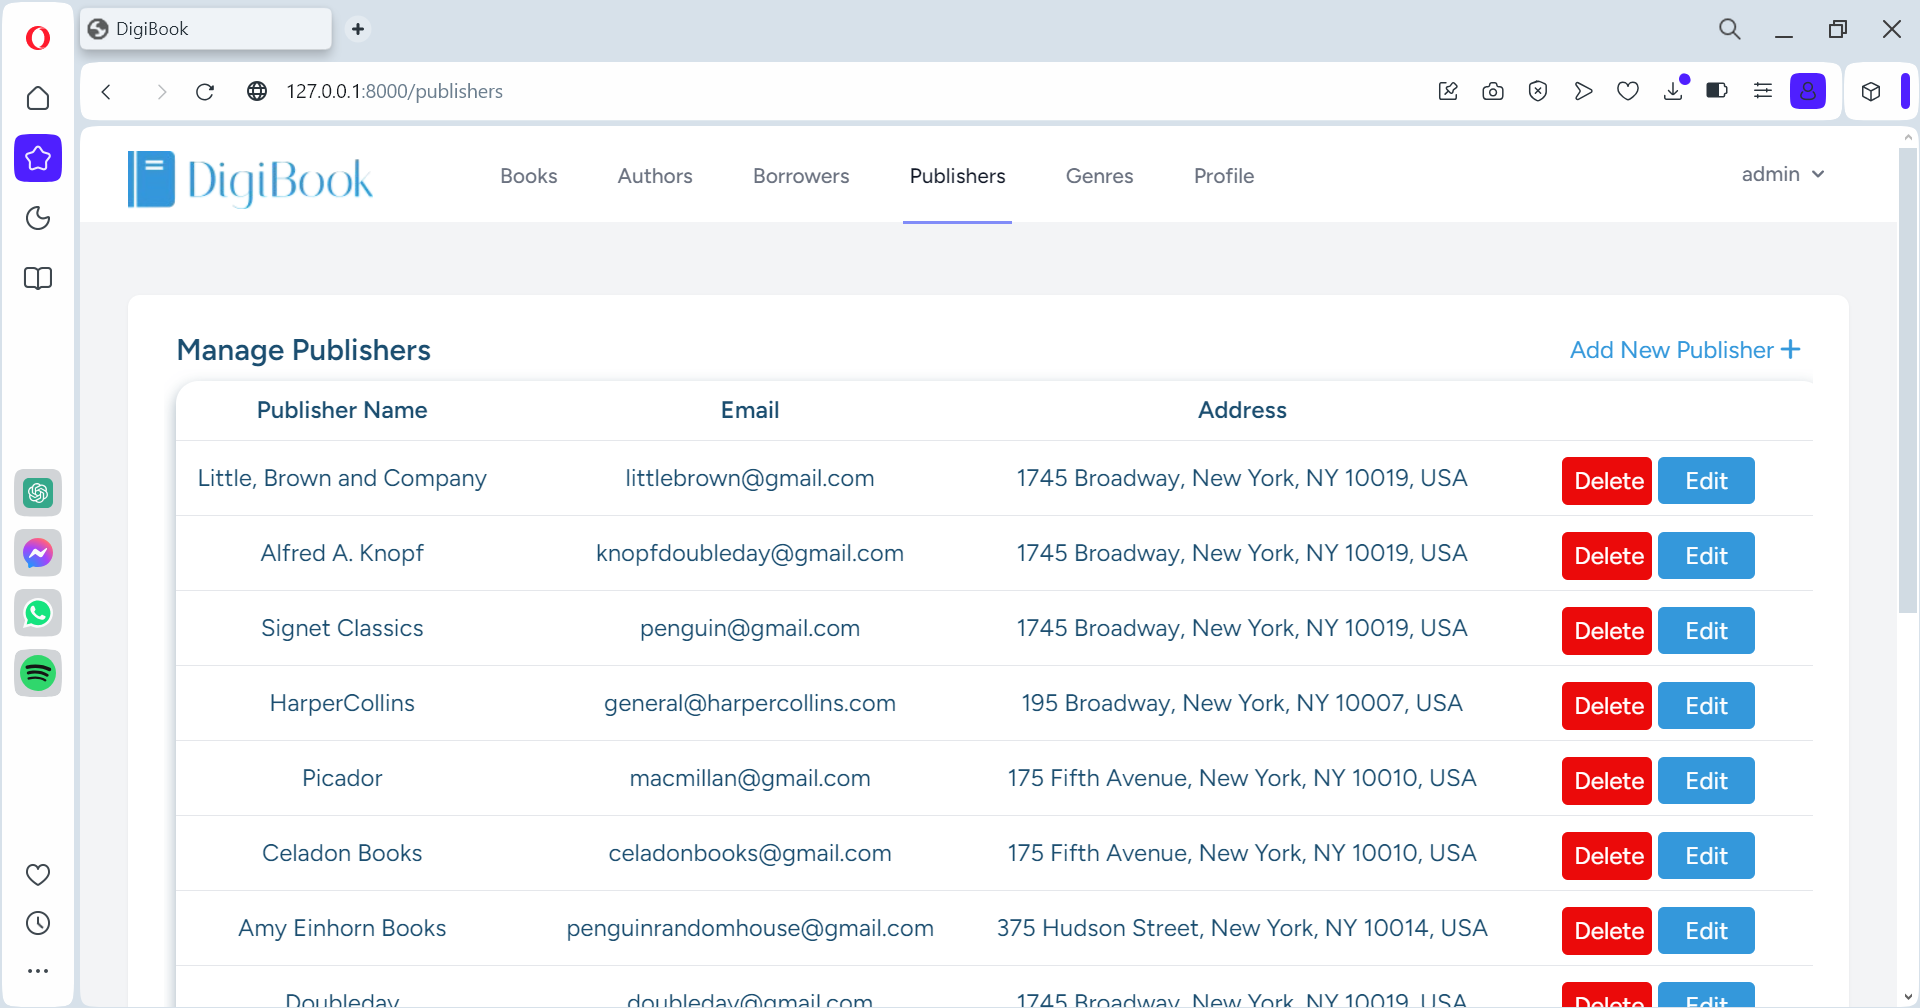 DigiBook
127.0.0.1:8000/publishers
DigiBook Books Authors Borrowers Publishers Genres Profile admin
Manage Publishers Add New Publisher +
Publisher Name Email Address
Little, Brown and Company littlebrown@gmail.com 1745 Broadway, New York, NY 10019, USA Delete Edit
Alfred A. Knopf knopfdoubleday@gmail.com 1745 Broadway, New York, NY 10019, USA Delete Edit
Signet Classics penguin@gmail.com 1745 Broadway, New York, NY 10019, USA Delete Edit
HarperCollins general@harpercollins.com 195 Broadway, New York, NY 10007, USA Delete Edit
Picador macmillan@gmail.com 175 Fifth Avenue, New York, NY 10010, USA Delete Edit
Celadon Books celadonbooks@gmail.com 175 Fifth Avenue, New York, NY 10010, USA Delete Edit
Amy Einhorn Books penguinrandomhouse@gmail.com 375 Hudson Street, New York, NY 10014, USA Delete Edit
Doubleday doubleday@gmail.com 1745 Broadway, New York, NY 10019, USA Delete Edit